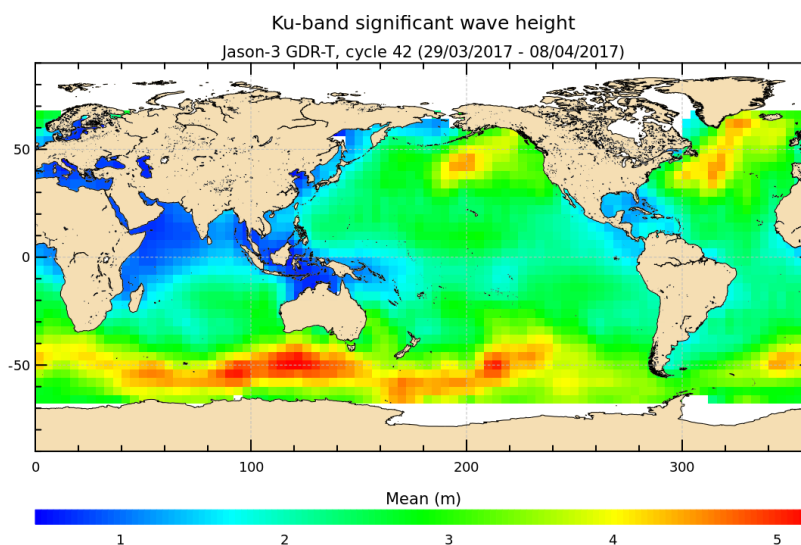 Ku-band significant wave height
Jason-3 GDR-T, cycle 42 (29/03/2017 - 08/04/2017)
50
0
-50
0 100 200 300
Mean (m)
1 2 3 4 5